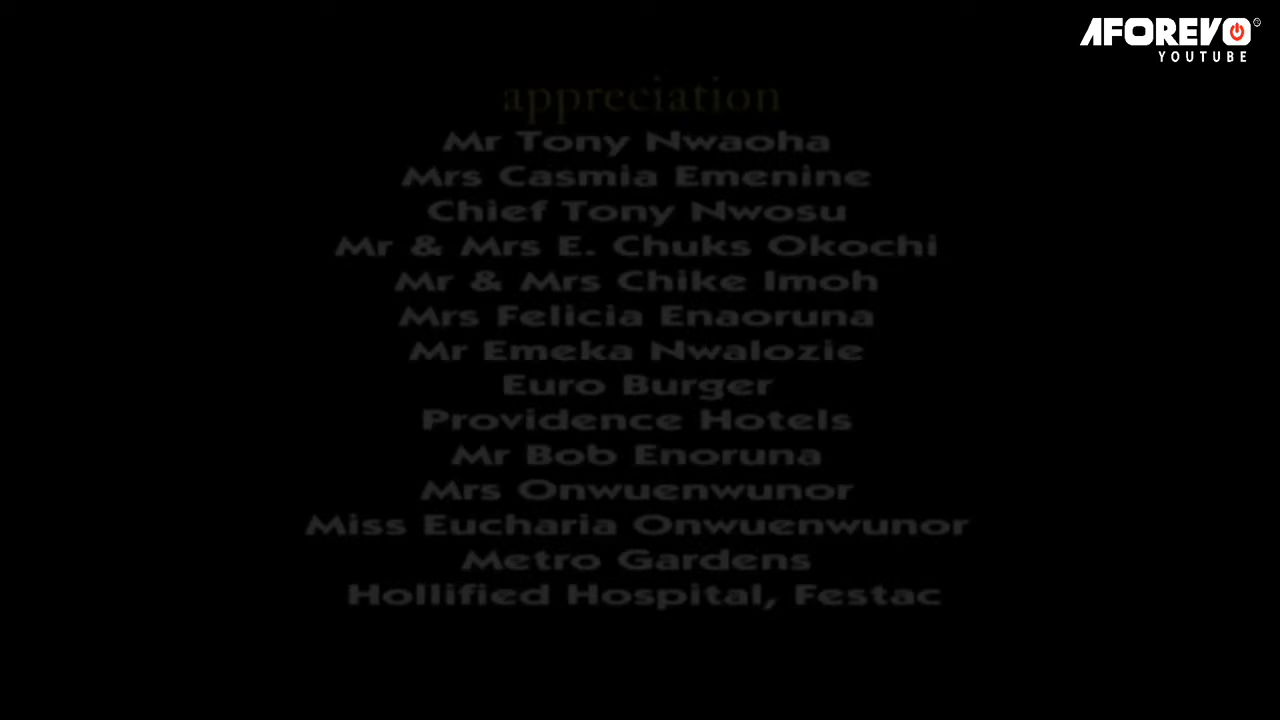 AFOREVO
YOUTUBE
appreciation
Mr Tony Nwaoha
Mrs Casmia Emenine
Chief Tony Nwosu
Mr & Mrs E. Chuks Okochi
Mr & Mrs Chike Imoh
Mrs Felicia Enaoruna
Mr Emeka Nwalozie
Euro Burger
Providence Hotels
Mr Bob Enoruna
Mrs Onwuenwunor
Miss Eucharia Onwuenwunor
Metro Gardens
Hollified Hospital, Festac